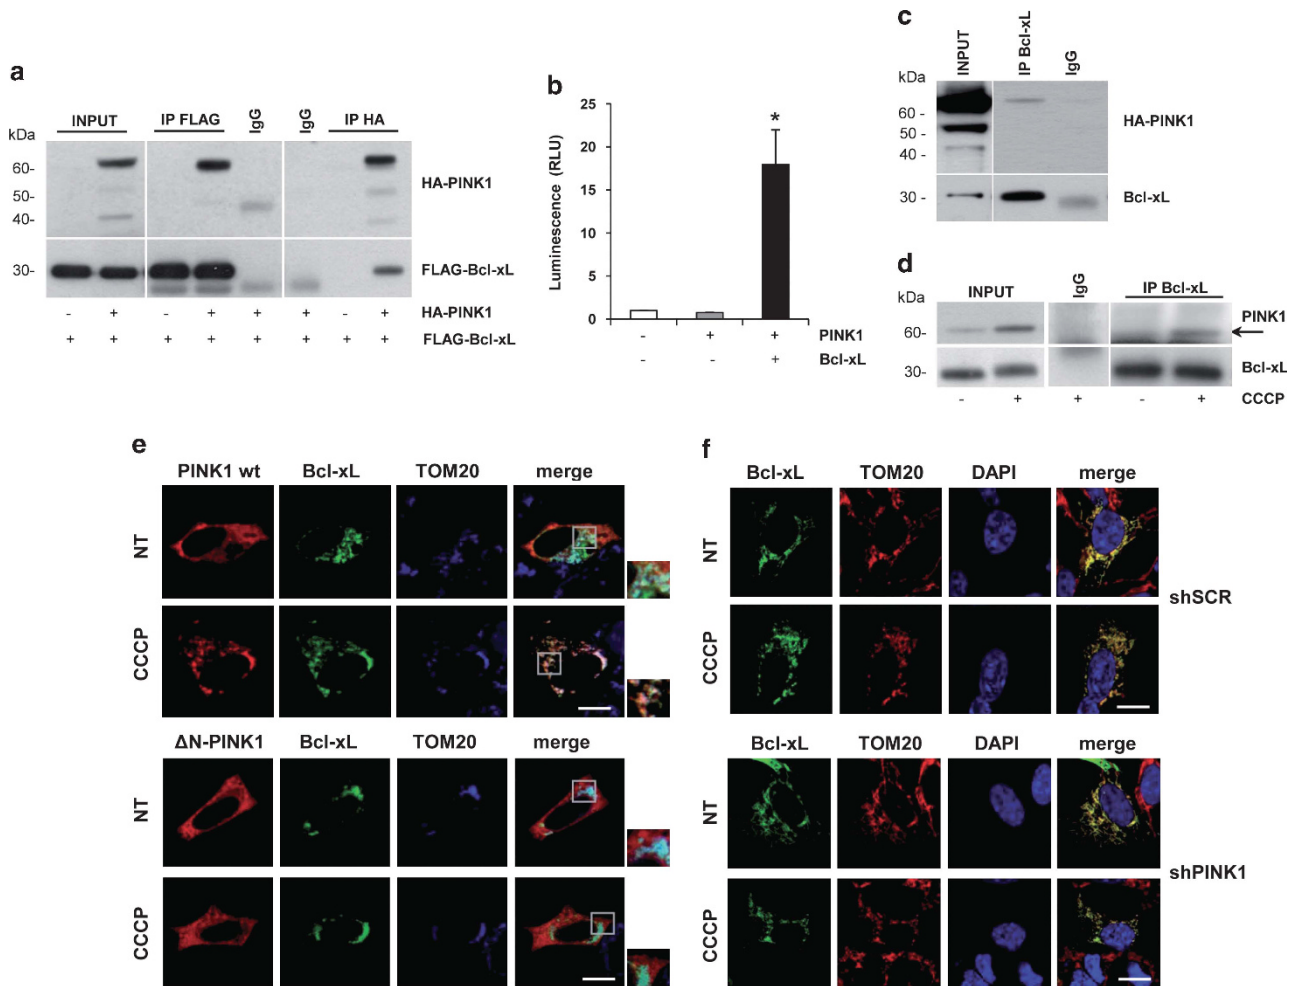 a
INPUT
IP FLAG
IgG
IgG
IP HA
kDa
60-
50-
40-
HA-PINK1
30-
FLAG-Bcl-xL
- + - + + + - + HA-PINK1
+ + + + + + + + FLAG-Bcl-xL
b
Luminescence (RLU)
25
20
15
10
5
0
*
- + + PINK1
- - + Bcl-xL
c
INPUT
IP Bcl-xL
IgG
kDa
60 -
50 -
40 -
HA-PINK1
30 -
Bcl-xL
d
INPUT
IgG
IP Bcl-xL
kDa
PINK1
60-
30-
Bcl-xL
- + + - + CCCP
e
PINK1 wt Bcl-xL TOM20 merge
NT
CCCP
ΔN-PINK1 Bcl-xL TOM20 merge
NT
CCCP
f
Bcl-xL TOM20 DAPI merge
NT
shSCR
CCCP
Bcl-xL TOM20 DAPI merge
NT
shPINK1
CCCP